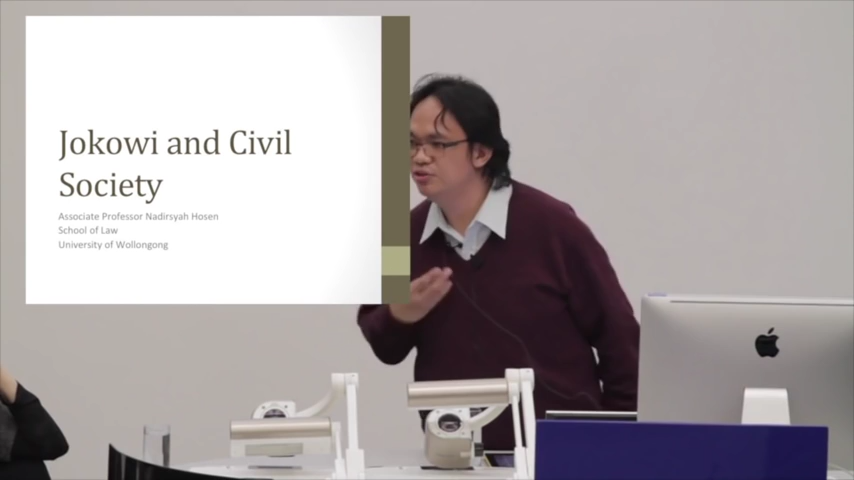 Jokowi and Civil
Society
Associate Professor Nadirsyah Hosen
School of Law
University of Wollongong